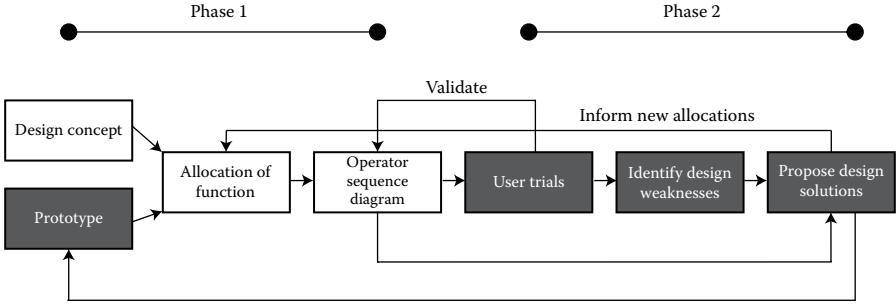 Phase 1
Phase 2
Validate
Inform new allocations
Design concept
Allocation of
function
Operator
sequence
diagram
User trials
Identify design
weaknesses
Propose design
solutions
Prototype